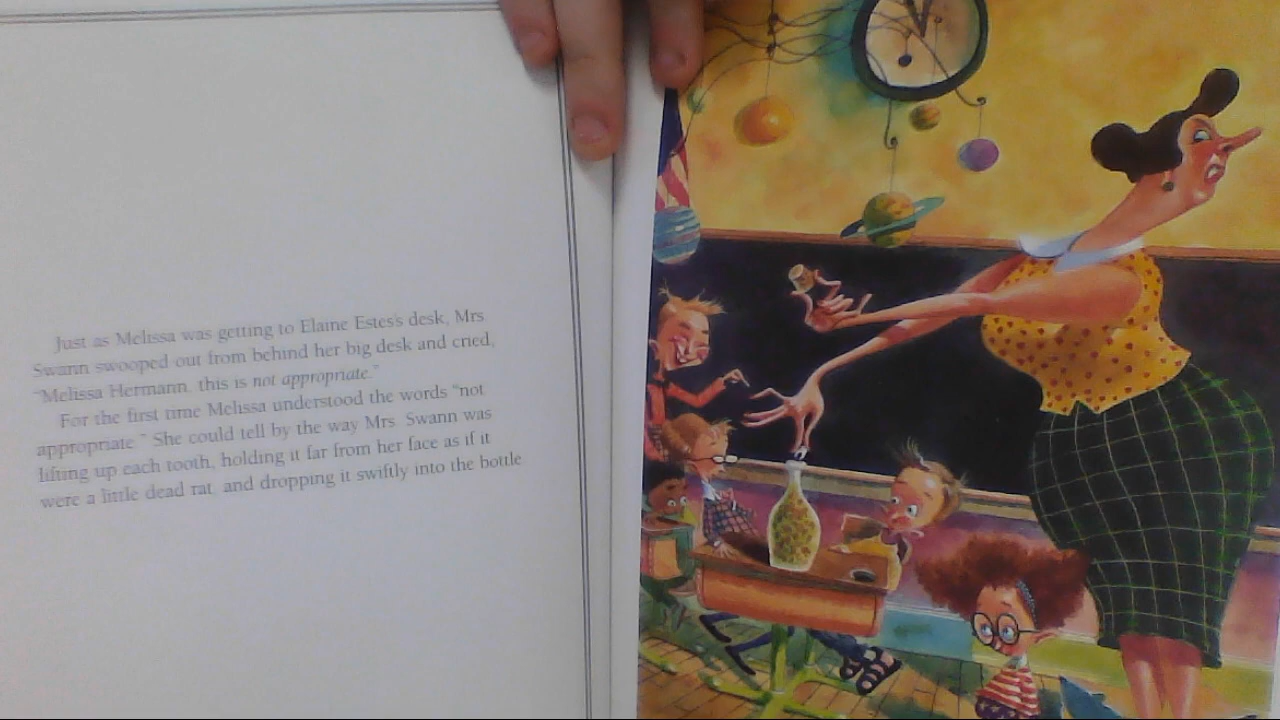 Just as Melissa was getting to Elaine Estes's desk, Mrs
Swann swooped out from behind her big desk and cried,
"Melissa Hermann, this is not appropriate."
For the first time Melissa understood the words "not
appropriate." She could tell by the way Mrs. Swann was
lifting up each tooth, holding it far from her face as if it
were a little dead rat, and dropping it swiftly into the bottle